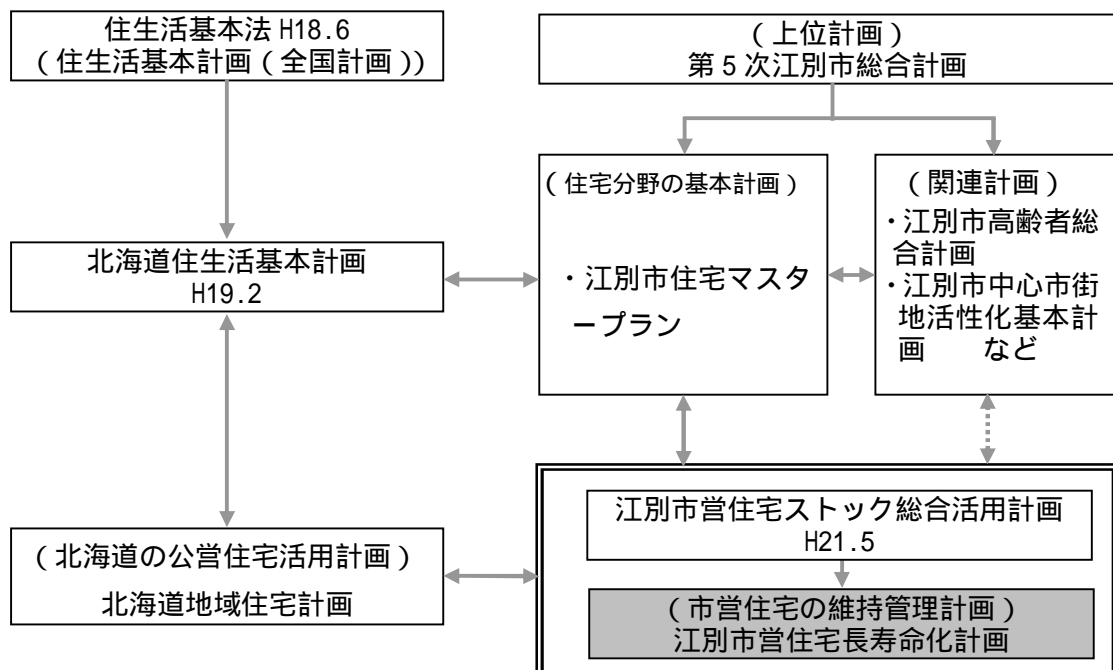 住生活基本法 H18.6
（住生活基本計画（全国計画））
（上位計画）
第5次江別市総合計画
（住宅分野の基本計画）
・江別市住宅マスタ
ープラン
（関連計画）
・江別市高齢者総
合計画
・江別市中心市街
地活性化基本計
画 など
北海道住生活基本計画
H19.2
（北海道の公営住宅活用計画）
北海道地域住宅計画
江別市営住宅ストック総合活用計画
H21.5
（市営住宅の維持管理計画）
江別市営住宅長寿命化計画